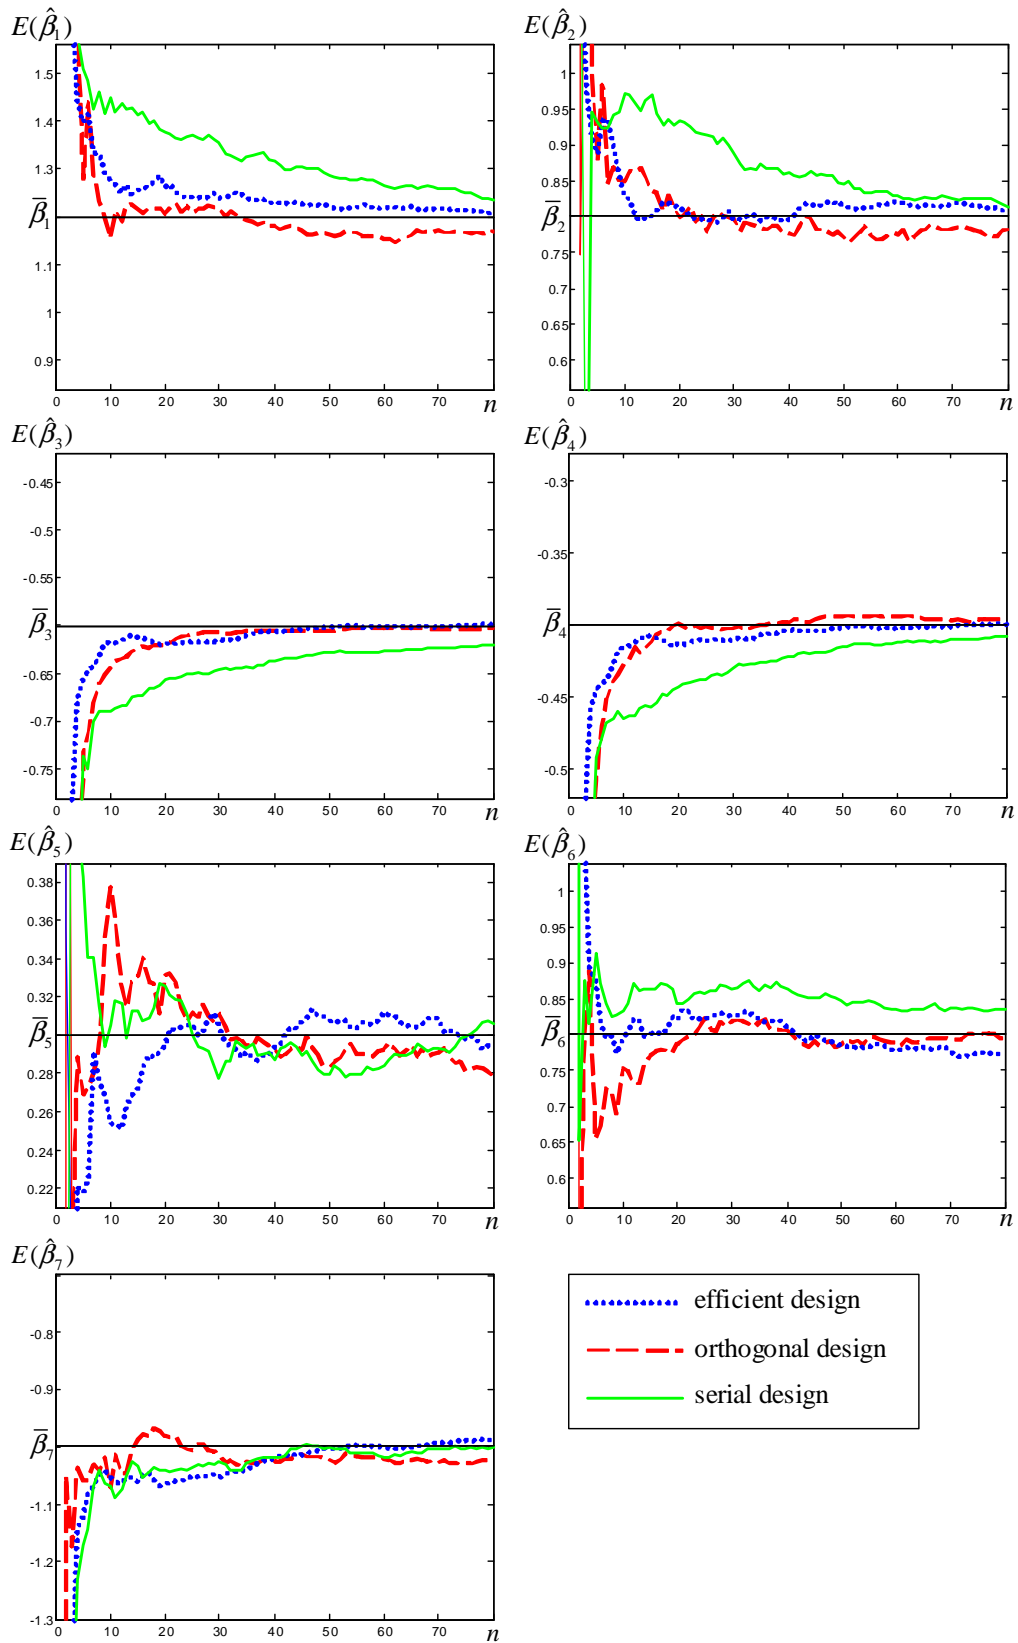 E(β̂₁) E(β̂₂)
1.5 1
1.4 0.95
1.3 0.9
0.85
β̄₁ β̄₂
1.1 0.75
1 0.7
0.65
0.9 0.6
0 10 20 30 40 50 60 70 n 0 10 20 30 40 50 60 70 n
E(β̂₃) E(β̂₄)
-0.45 -0.3
-0.5
-0.55 -0.35
β̄₃ β̄₄
-0.65
-0.7 -0.45
-0.75 -0.5
0 10 20 30 40 50 60 70 n 0 10 20 30 40 50 60 70 n
E(β̂₅) E(β̂₆)
0.38 1
0.36 0.95
0.34 0.9
0.32 0.85
β̄₅ β̄₆
0.28 0.75
0.26 0.7
0.24 0.65
0.22 0.6
0 10 20 30 40 50 60 70 n 0 10 20 30 40 50 60 70 n
E(β̂₇)
-0.8
-0.9
β̄₇
-1.1
-1.2
-1.3
0 10 20 30 40 50 60 70 n
efficient design
orthogonal design
serial design